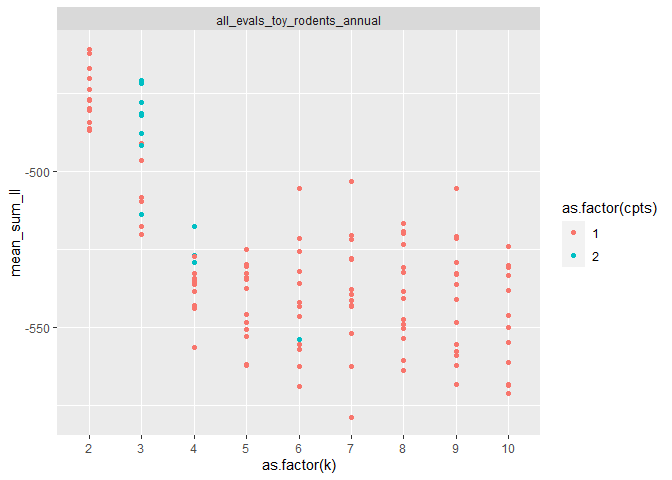 all_evals_toy_rodents_annual
mean_sum_ll
-500
-550
2 3 4 5 6 7 8 9 10
as.factor(k)
as.factor(cpts)
1
2